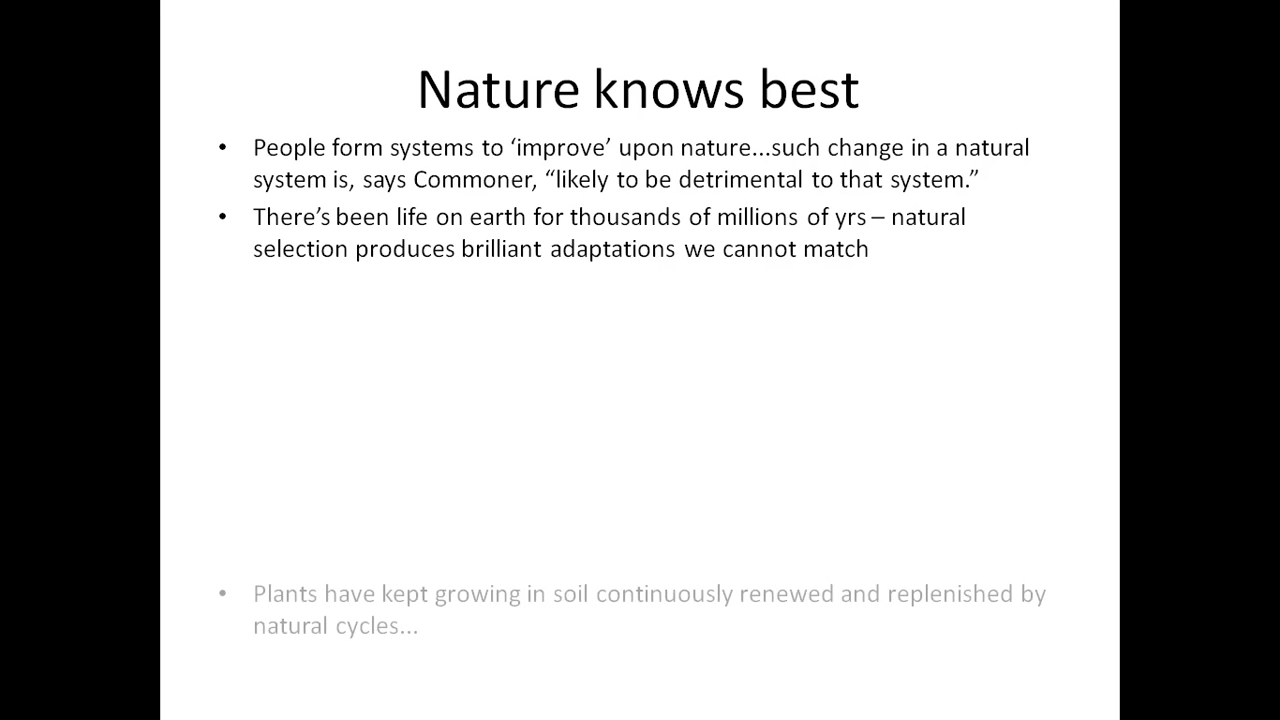 Nature knows best
• People form systems to ‘improve’ upon nature...such change in a natural
system is, says Commoner, “likely to be detrimental to that system.”
• There’s been life on earth for thousands of millions of yrs – natural
selection produces brilliant adaptations we cannot match
• Plants have kept growing in soil continuously renewed and replenished by
natural cycles...